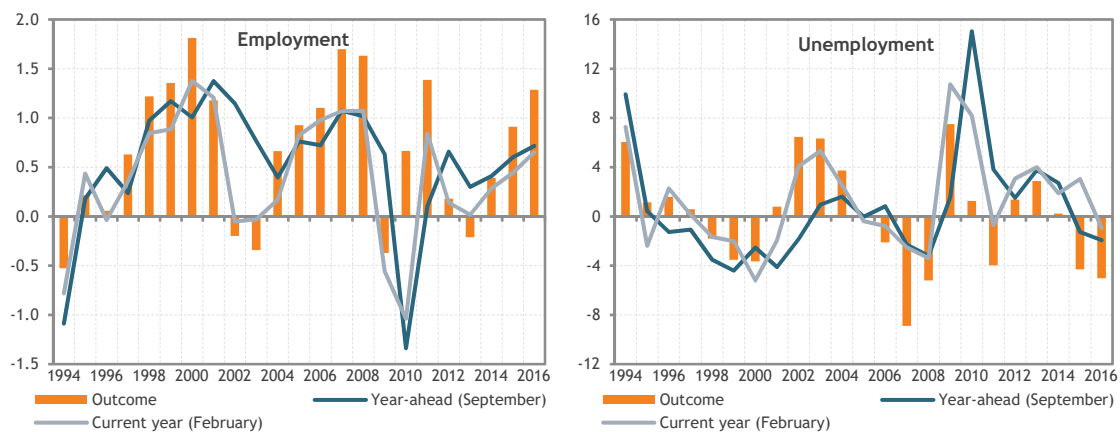 Employment
2.0
1.5
1.0
0.5
0.0
-0.5
-1.0
-1.5
1994 1996 1998 2000 2002 2004 2006 2008 2010 2012 2014 2016
Outcome Year-ahead (September)
Current year (February)
Unemployment
16
12
8
4
0
-4
-8
-12
1994 1996 1998 2000 2002 2004 2006 2008 2010 2012 2014 2016
Outcome Year-ahead (September)
Current year (February)